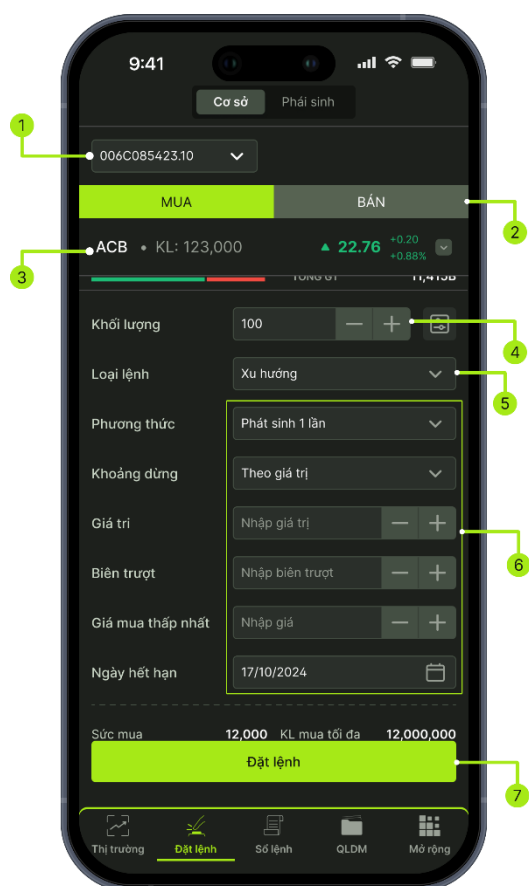 9:41
Cơ sở Phái sinh
1
006C085423.10
MUA BÁN
2
ACB • KL: 123,000 ▲ 22.76 +0.20
+0.88%
3
TỔNG GT 11,415B
Khối lượng 100 — +
4
Loại lệnh Xu hướng
5
Phương thức Phát sinh 1 lần
Khoảng dừng Theo giá trị
Giá trị Nhập giá trị — +
6
Biên trượt Nhập biên trượt — +
Giá mua thấp nhất Nhập giá — +
Ngày hết hạn 17/10/2024
Sức mua 12,000 KL mua tối đa 12,000,000
Đặt lệnh
7
Thị trường Đặt lệnh Sổ lệnh QLDM Mở rộng